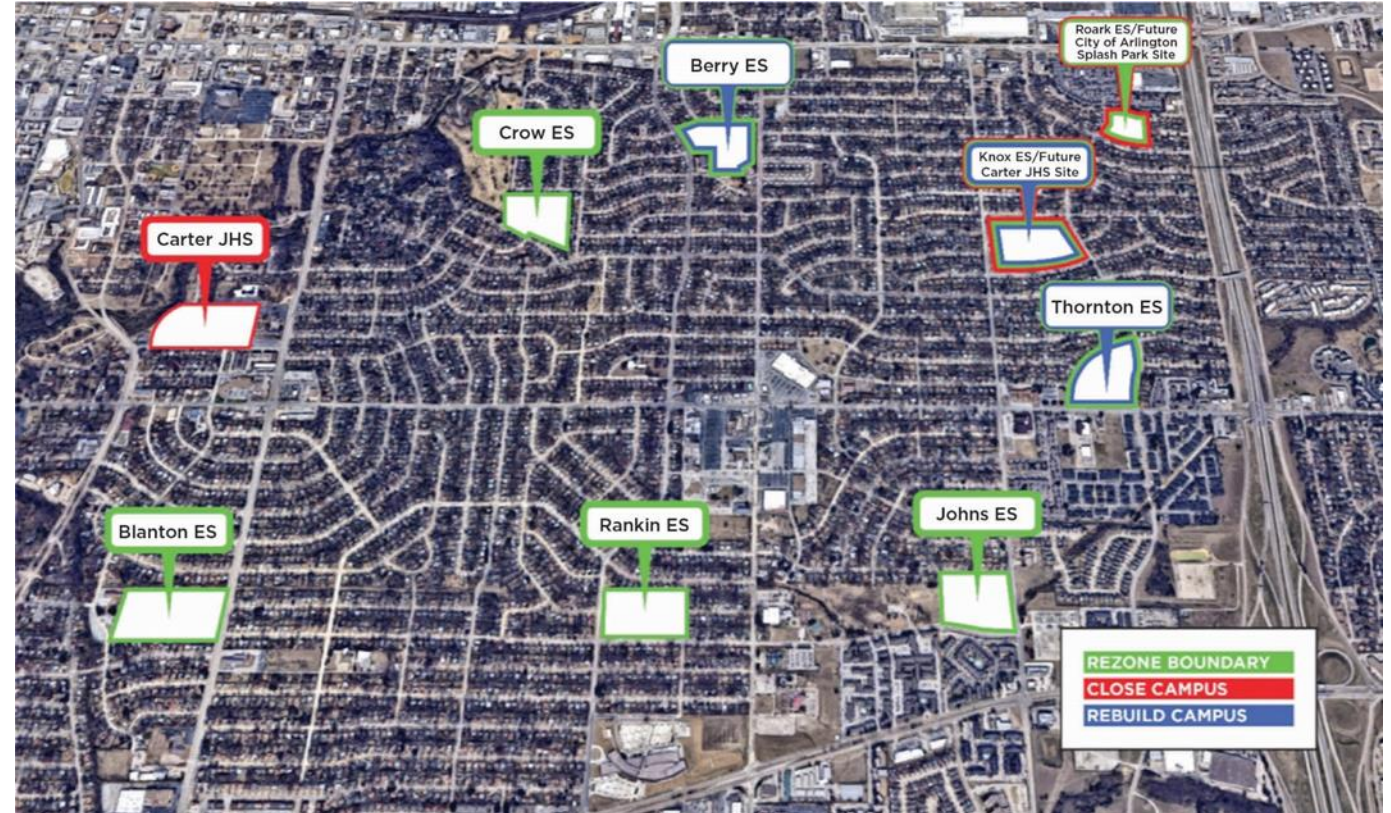 Roark ES/Future
City of Arlington
Splash Park Site
Berry ES
Crow ES
Knox ES/Future
Carter JHS Site
Carter JHS
Thornton ES
Blanton ES
Rankin ES
Johns ES
REZONE BOUNDARY
CLOSE CAMPUS
REBUILD CAMPUS